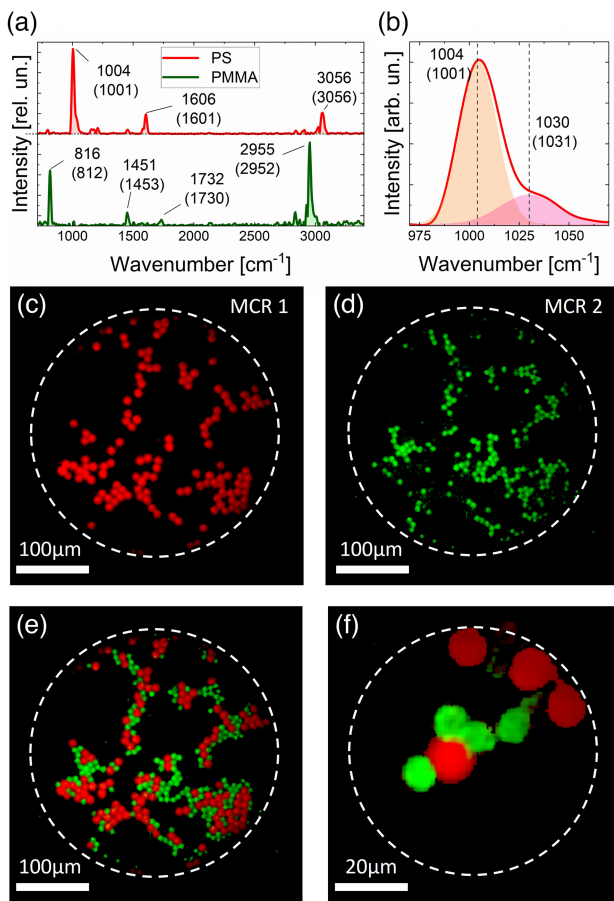 (a)
Intensity [rel. un.]
PS
PMMA
1004
(1001)
1606
(1601)
3056
(3056)
816
(812)
1451
(1453)
1732
(1730)
2955
(2952)
1000 1500 2000 2500 3000
Wavenumber [cm⁻¹]
(b)
Intensity [arb. un.]
1004
(1001)
1030
(1031)
975 1000 1025 1050
Wavenumber [cm⁻¹]
(c) MCR 1
100µm
(d) MCR 2
100µm
(e)
100µm
(f)
20µm